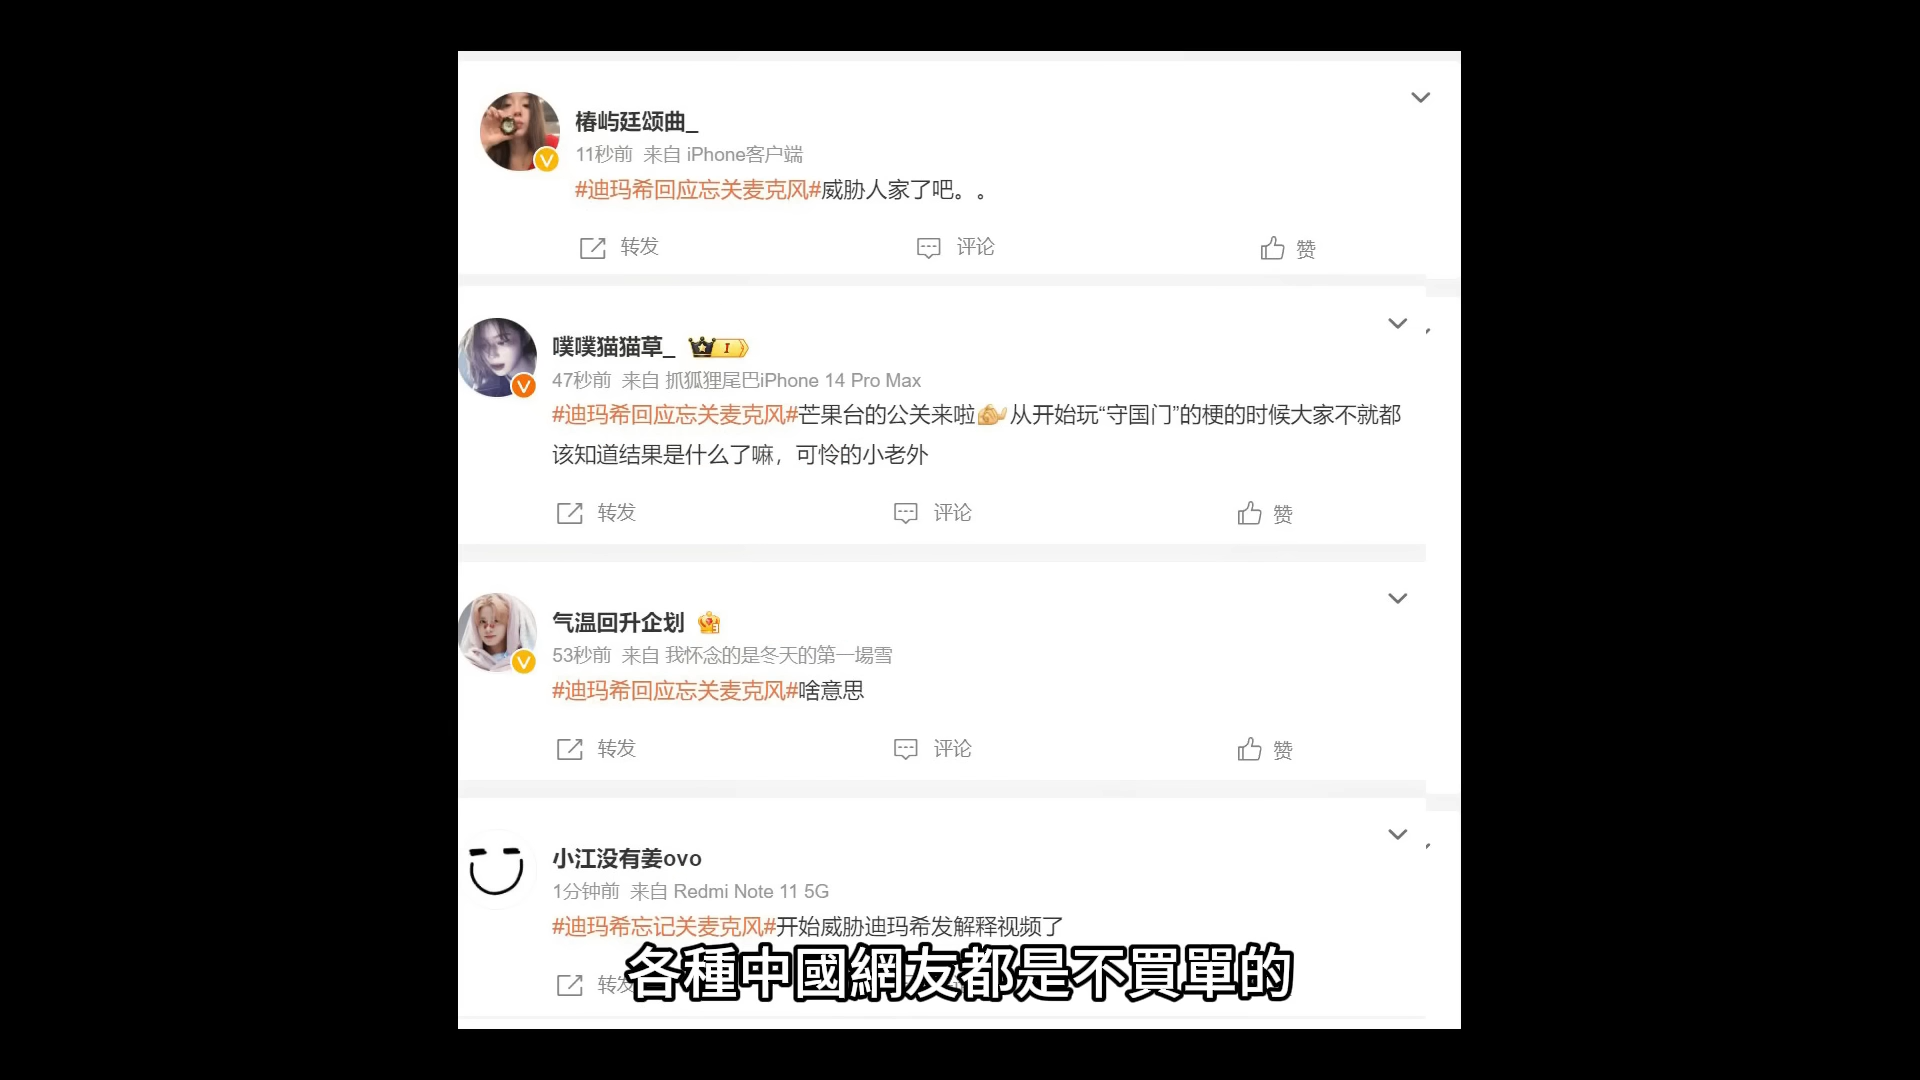 椿屿廷颂曲_
11秒前 来自 iPhone客户端
#迪玛希回应忘关麦克风#威胁人家了吧。。
转发 评论 赞
噗噗猫猫草_
47秒前 来自 抓狐狸尾巴iPhone 14 Pro Max
#迪玛希回应忘关麦克风#芒果台的公关来啦 从开始玩“守国门”的梗的时候大家不就都
该知道结果是什么了嘛，可怜的小老外
转发 评论 赞
气温回升企划
53秒前 来自 我怀念的是冬天的第一場雪
#迪玛希回应忘关麦克风#啥意思
转发 评论 赞
小江没有姜ovo
1分钟前 来自 Redmi Note 11 5G
#迪玛希忘记关麦克风#开始威胁迪玛希发解释视频了
转发
各種中國網友都是不買單的